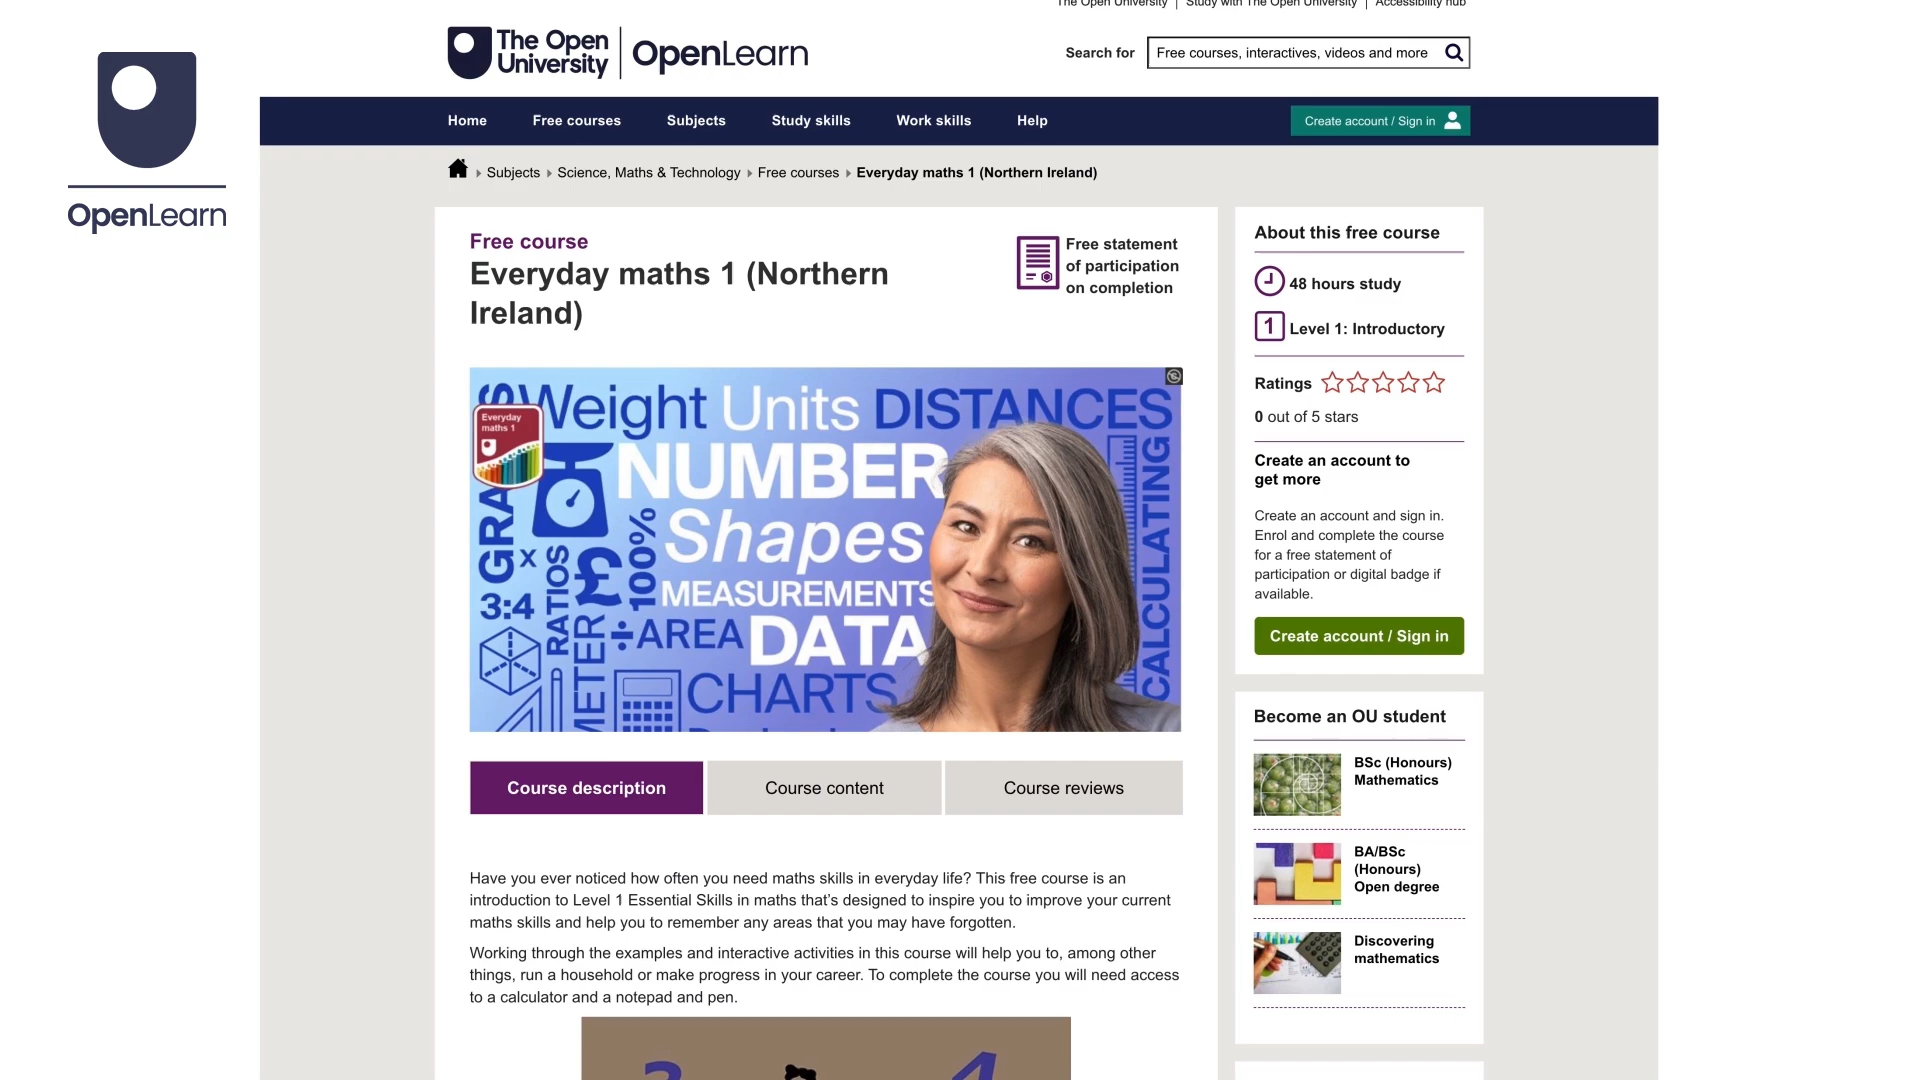 The Open University | Study with The Open University | Accessibility hub
OpenLearn
The Open
University
OpenLearn
Search for
Free courses, interactives, videos and more
Home
Free courses
Subjects
Study skills
Work skills
Help
Create account / Sign in
Subjects
Science, Maths & Technology
Free courses
Everyday maths 1 (Northern Ireland)
Free course
Everyday maths 1 (Northern
Ireland)
Free statement
of participation
on completion
Weight Units DISTANCES
Everyday
maths 1
NUMBER
Shapes
MEASUREMENTS
÷AREA
DATA
CHARTS
x
3:4
RATIOS
£
100%
METER
CALCULATING
Course description
Course content
Course reviews
Have you ever noticed how often you need maths skills in everyday life? This free course is an
introduction to Level 1 Essential Skills in maths that’s designed to inspire you to improve your current
maths skills and help you to remember any areas that you may have forgotten.
Working through the examples and interactive activities in this course will help you to, among other
things, run a household or make progress in your career. To complete the course you will need access
to a calculator and a notepad and pen.
About this free course
48 hours study
1 Level 1: Introductory
Ratings
0 out of 5 stars
Create an account to
get more
Create an account and sign in.
Enrol and complete the course
for a free statement of
participation or digital badge if
available.
Create account / Sign in
Become an OU student
BSc (Honours)
Mathematics
BA/BSc
(Honours)
Open degree
Discovering
mathematics